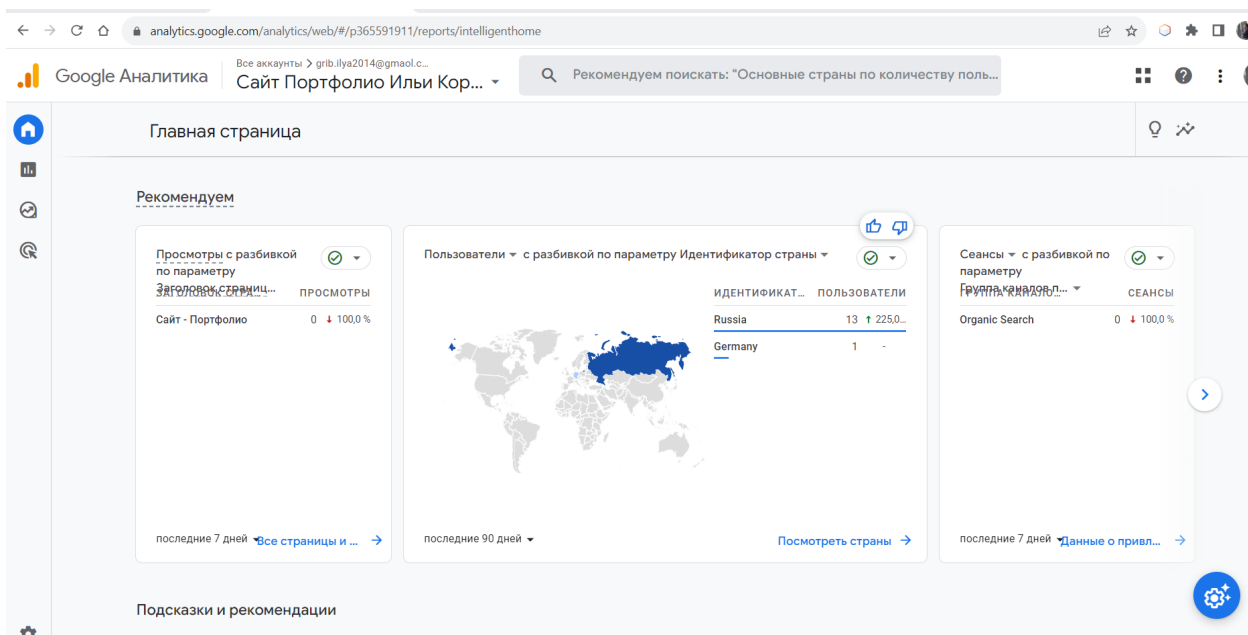 analytics.google.com/analytics/web/#/p365591911/reports/intelligenthome
Google Аналитика
Все аккаунты > grib.ilya2014@gmaol.c...
Сайт Портфолио Ильи Кор...
Рекомендуем поискать: "Основные страны по количеству поль...
Главная страница
Рекомендуем
Просмотры с разбивкой
по параметру
Заголовок страниц...
ПРОСМОТРЫ
Сайт - Портфолио 0 100,0 %
последние 7 дней
Все страницы и ...
Пользователи с разбивкой по параметру Идентификатор страны
ИДЕНТИФИКАТ... ПОЛЬЗОВАТЕЛИ
Russia 13 225,0...
Germany 1 -
последние 90 дней
Посмотреть страны
Сеансы с разбивкой по
параметру
Группа каналов п...
СЕАНСЫ
Organic Search 0 100,0 %
последние 7 дней
Данные о привл...
Подсказки и рекомендации